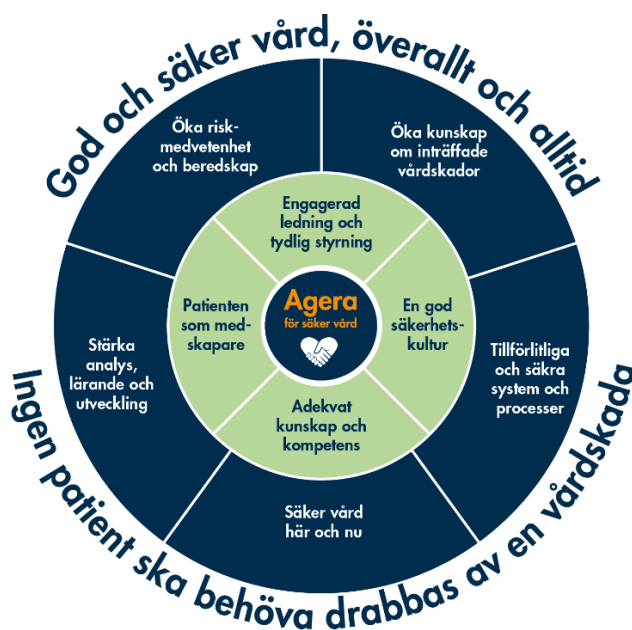 God och säker vård, överallt och alltid
Öka risk-
medvetenhet
och beredskap
Öka kunskap
om inträffade
vårdskador
Engagerad
ledning och
tydlig styrning
Patienten
som med-
skapare
Agera
för säker vård
En god
säkerhets-
kultur
Stärka
analys,
lärande och
utveckling
Tillförlitliga
och säkra
system och
processer
Adekvat
kunskap och
kompetens
Säker vård
här och nu
Ingen patient ska behöva drabbas av en vårdskada